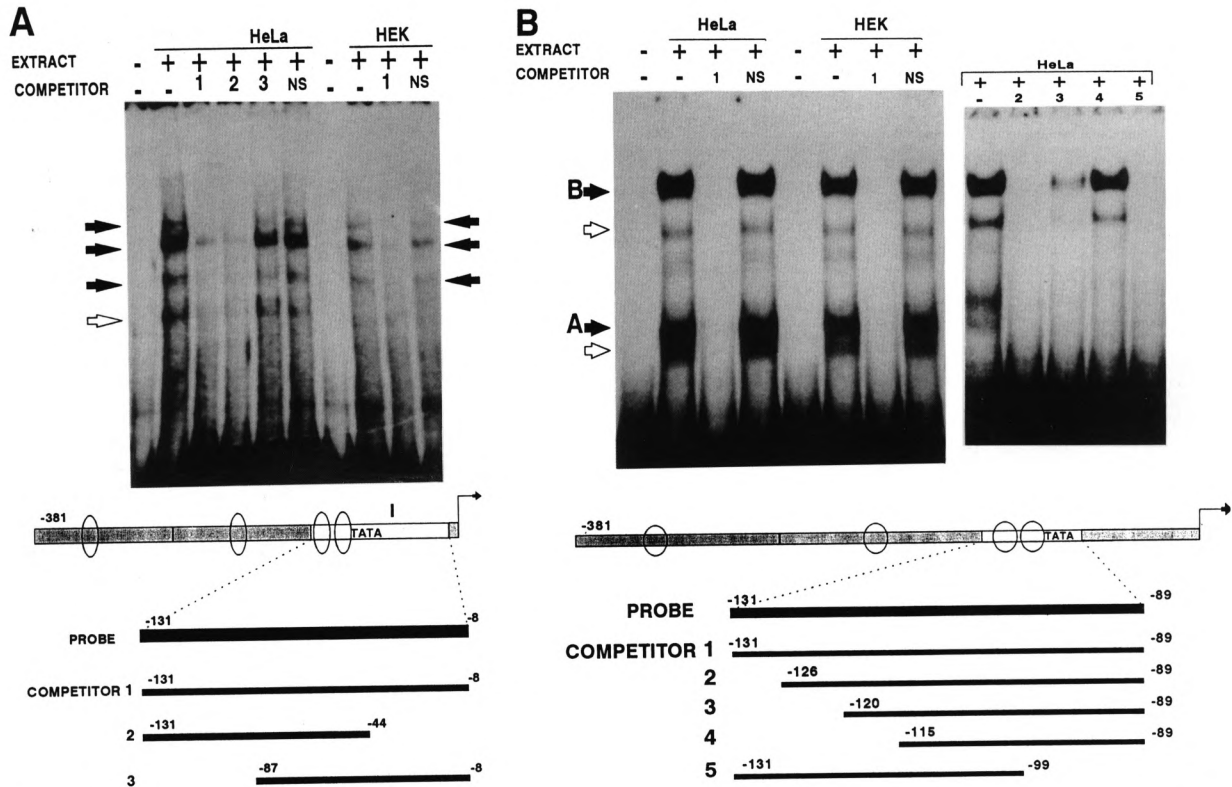 A
HeLa HEK
EXTRACT - + + + + + - + + +
COMPETITOR - - 1 2 3 NS - - 1 NS
-381
I
TATA
-131 -8
PROBE
COMPETITOR 1 -131 -8
2 -131 -44
3 -87 -8
B
HeLa HEK
EXTRACT - + + + - + + +
COMPETITOR - - 1 NS - - 1 NS
HeLa
+ + + + +
- 2 3 4 5
B
A
-381
TATA
-131 -89
PROBE
COMPETITOR 1 -131 -89
2 -126 -89
3 -120 -89
4 -115 -89
5 -131 -99